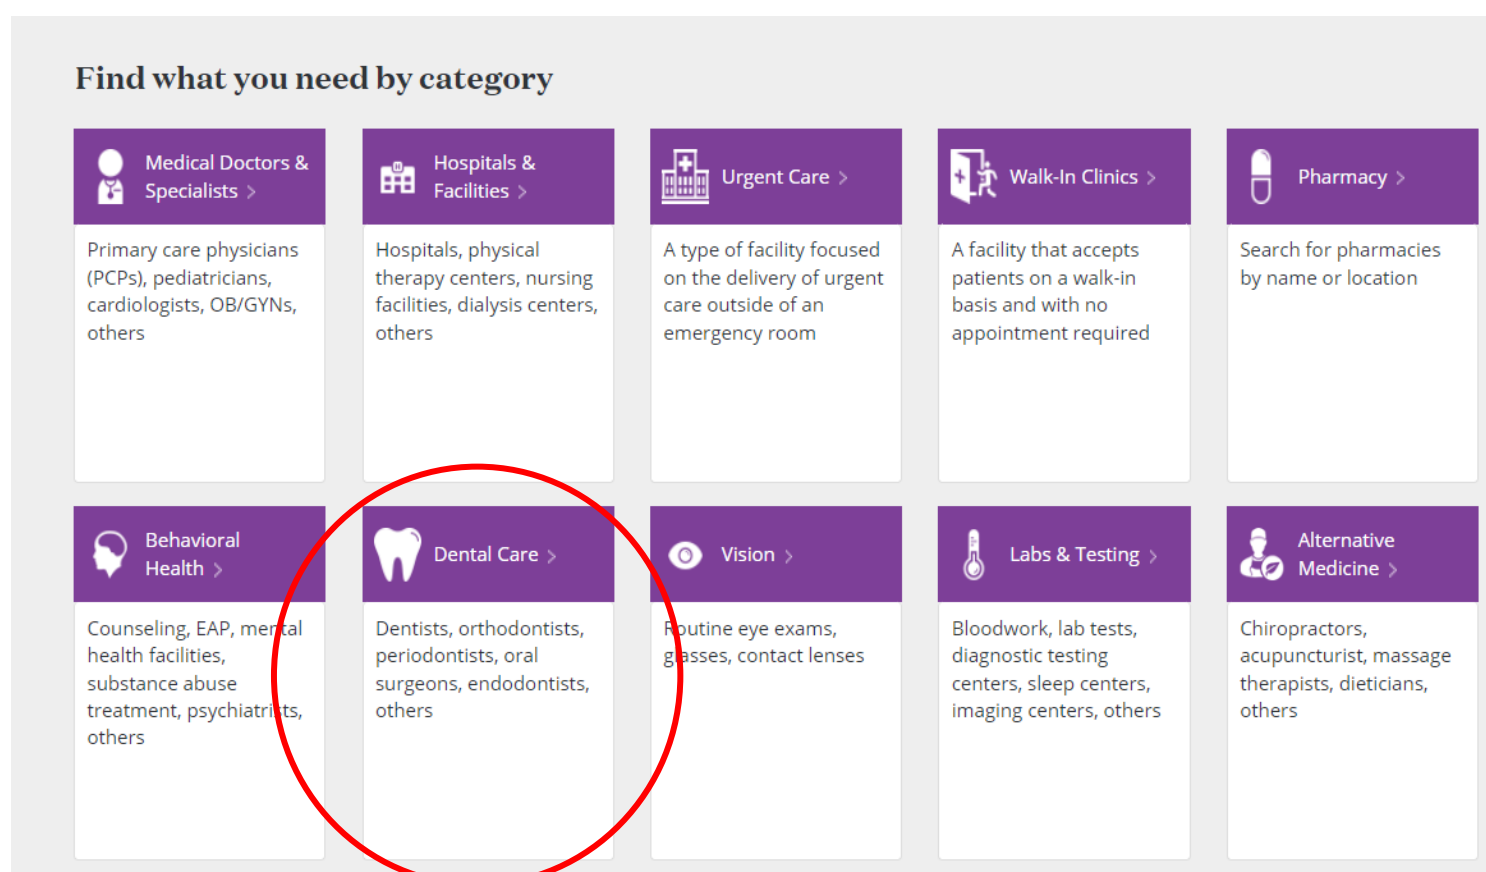 Find what you need by category
Medical Doctors &
Specialists >
Primary care physicians
(PCPs), pediatricians,
cardiologists, OB/GYNs,
others
Hospitals &
Facilities >
Hospitals, physical
therapy centers, nursing
facilities, dialysis centers,
others
Urgent Care >
A type of facility focused
on the delivery of urgent
care outside of an
emergency room
Walk-In Clinics >
A facility that accepts
patients on a walk-in
basis and with no
appointment required
Pharmacy >
Search for pharmacies
by name or location
Behavioral
Health >
Counseling, EAP, mental
health facilities,
substance abuse
treatment, psychiatrists,
others
Dental Care >
Dentists, orthodontists,
periodontists, oral
surgeons, endodontists,
others
Vision >
Routine eye exams,
glasses, contact lenses
Labs & Testing >
Bloodwork, lab tests,
diagnostic testing
centers, sleep centers,
imaging centers, others
Alternative
Medicine >
Chiropractors,
acupuncturist, massage
therapists, dieticians,
others